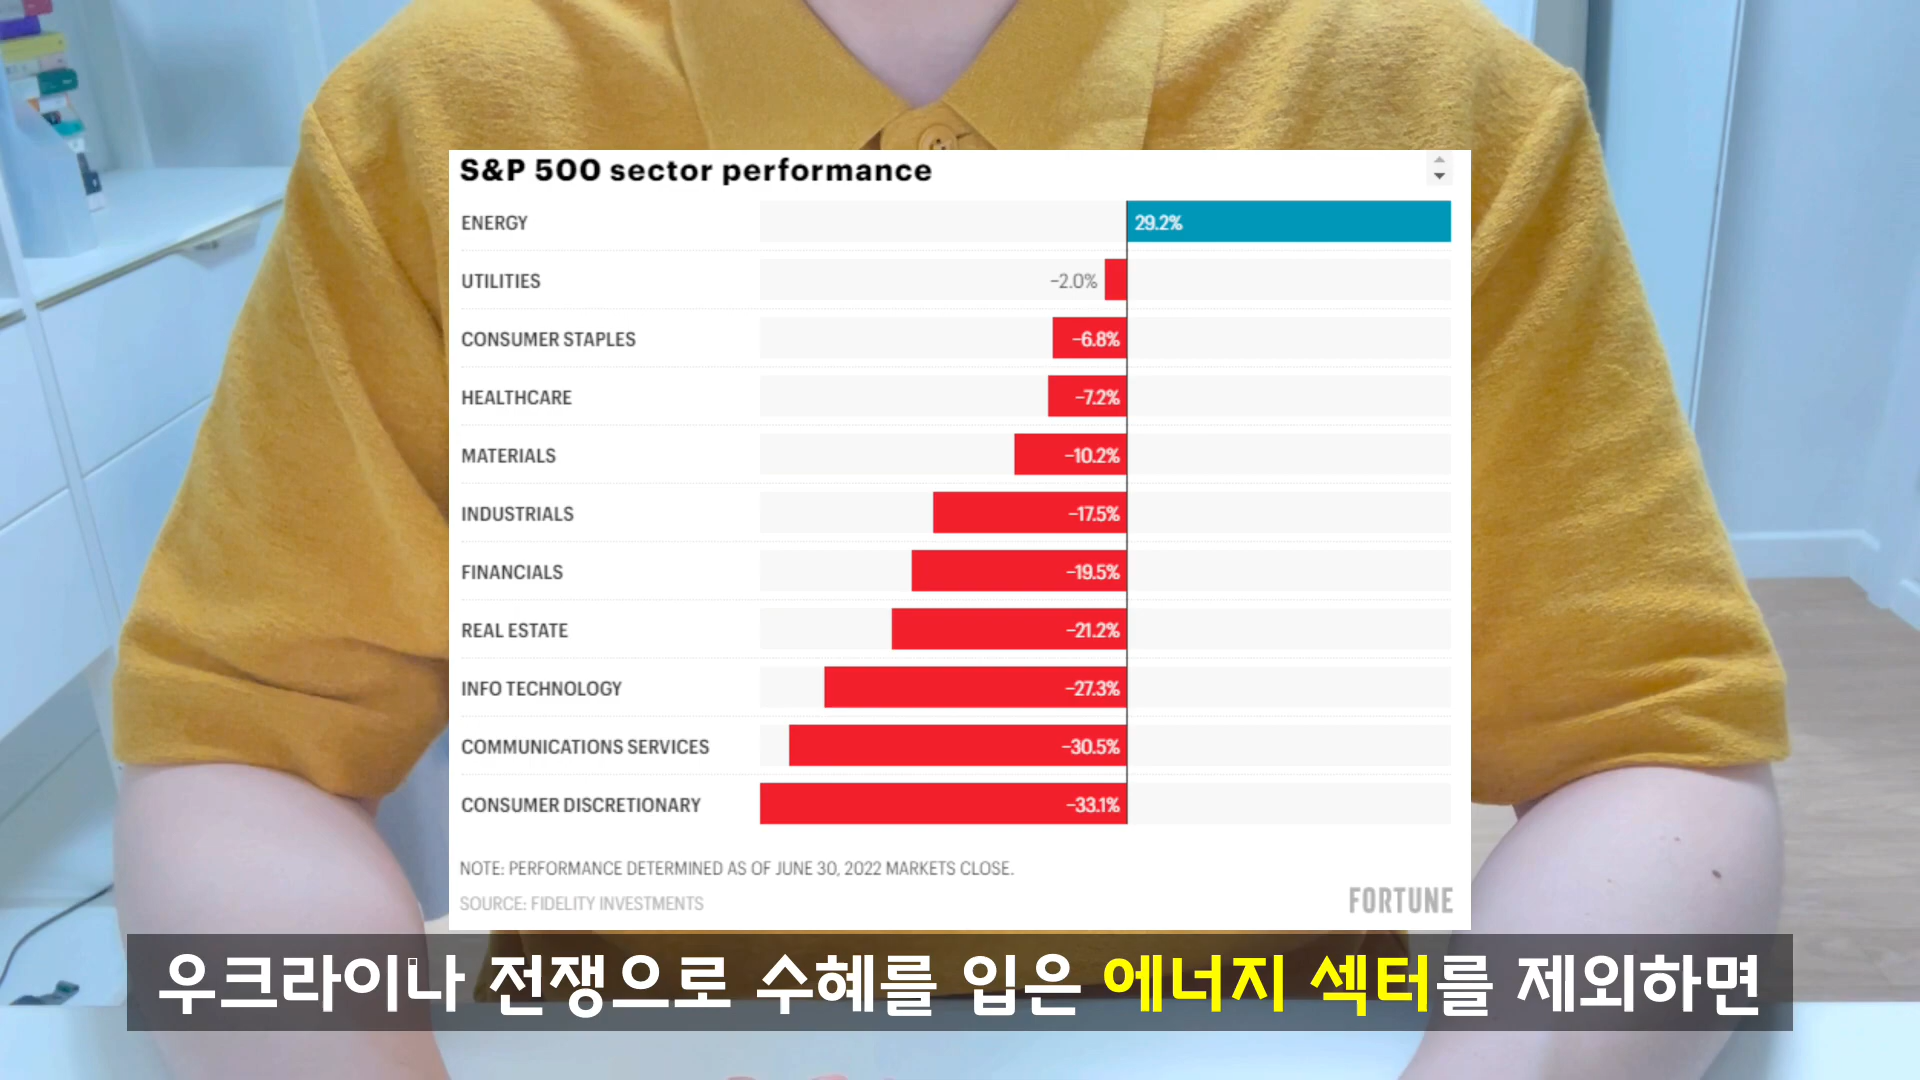 S&P 500 sector performance
ENERGY 29.2%
UTILITIES −2.0%
CONSUMER STAPLES −6.8%
HEALTHCARE −7.2%
MATERIALS −10.2%
INDUSTRIALS −17.5%
FINANCIALS −19.5%
REAL ESTATE −21.2%
INFO TECHNOLOGY −27.3%
COMMUNICATIONS SERVICES −30.5%
CONSUMER DISCRETIONARY −33.1%
NOTE: PERFORMANCE DETERMINED AS OF JUNE 30, 2022 MARKETS CLOSE.
SOURCE: FIDELITY INVESTMENTS
FORTUNE
우크라이나 전쟁으로 수혜를 입은 에너지 섹터를 제외하면